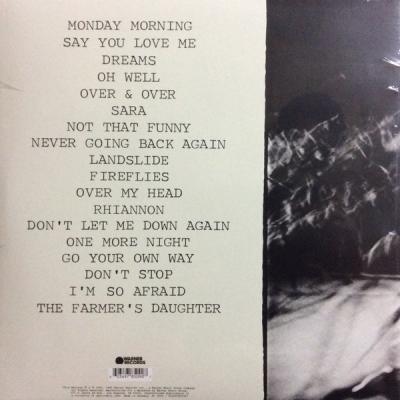 MONDAY MORNING
SAY YOU LOVE ME
DREAMS
OH WELL
OVER & OVER
SARA
NOT THAT FUNNY
NEVER GOING BACK AGAIN
LANDSLIDE
FIREFLIES
OVER MY HEAD
RHIANNON
DON'T LET ME DOWN AGAIN
ONE MORE NIGHT
GO YOUR OWN WAY
DON'T STOP
I'M SO AFRAID
THE FARMER'S DAUGHTER
WARNER
RECORDS